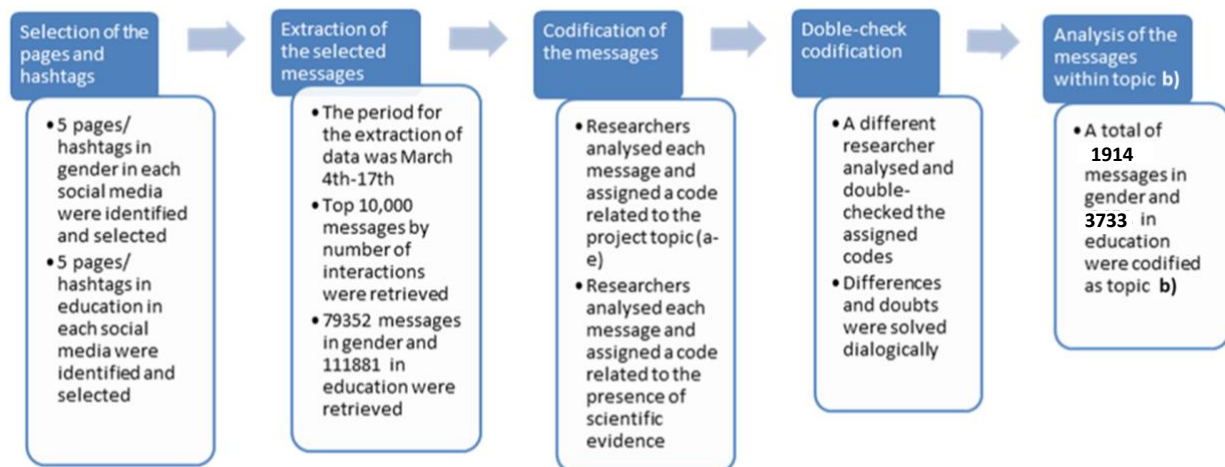 Selection of the
pages and
hashtags
• 5 pages/
hashtags in
gender in each
social media
were identified
and selected
• 5 pages/
hashtags in
education in
each social
media were
identified and
selected
Extraction of
the selected
messages
• The period for
the extraction of
data was March
4th-17th
• Top 10,000
messages by
number of
interactions
were retrieved
• 79352 messages
in gender and
111881 in
education were
retrieved
Codification of
the messages
• Researchers
analysed each
message and
assigned a code
related to the
project topic (a-
e)
• Researchers
analysed each
message and
assigned a code
related to the
presence of
scientific
evidence
Doble-check
codification
• A different
researcher
analysed and
double-
checked the
assigned
codes
• Differences
and doubts
were solved
dialogically
Analysis of the
messages
within topic b)
• A total of
1914
messages in
gender and
3733 in
education
were codified
as topic b)